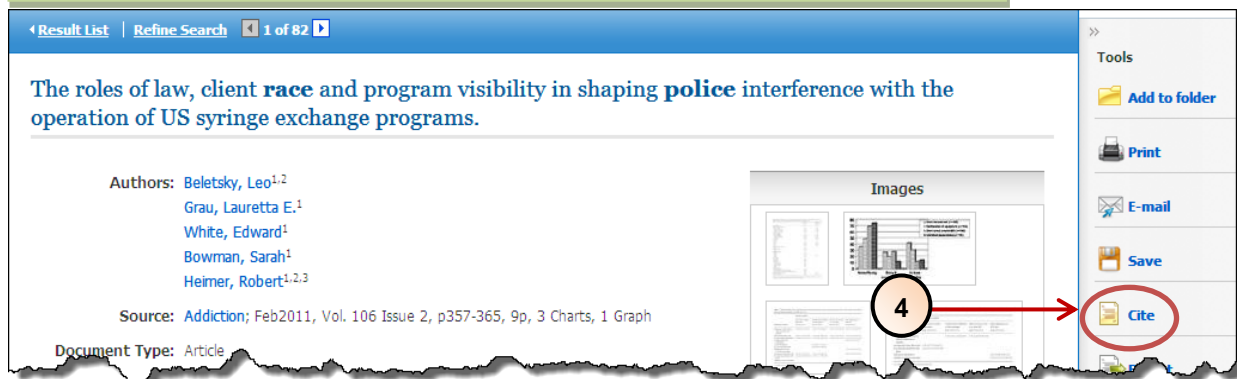 Result List | Refine Search 1 of 82
The roles of law, client race and program visibility in shaping police interference with the
operation of US syringe exchange programs.
Authors: Beletsky, Leo1,2
Grau, Lauretta E.1
White, Edward1
Bowman, Sarah1
Heimer, Robert1,2,3
Source: Addiction; Feb2011, Vol. 106 Issue 2, p357-365, 9p, 3 Charts, 1 Graph
Document Type: Article
Images
4
»
Tools
Add to folder
Print
E-mail
Save
Cite